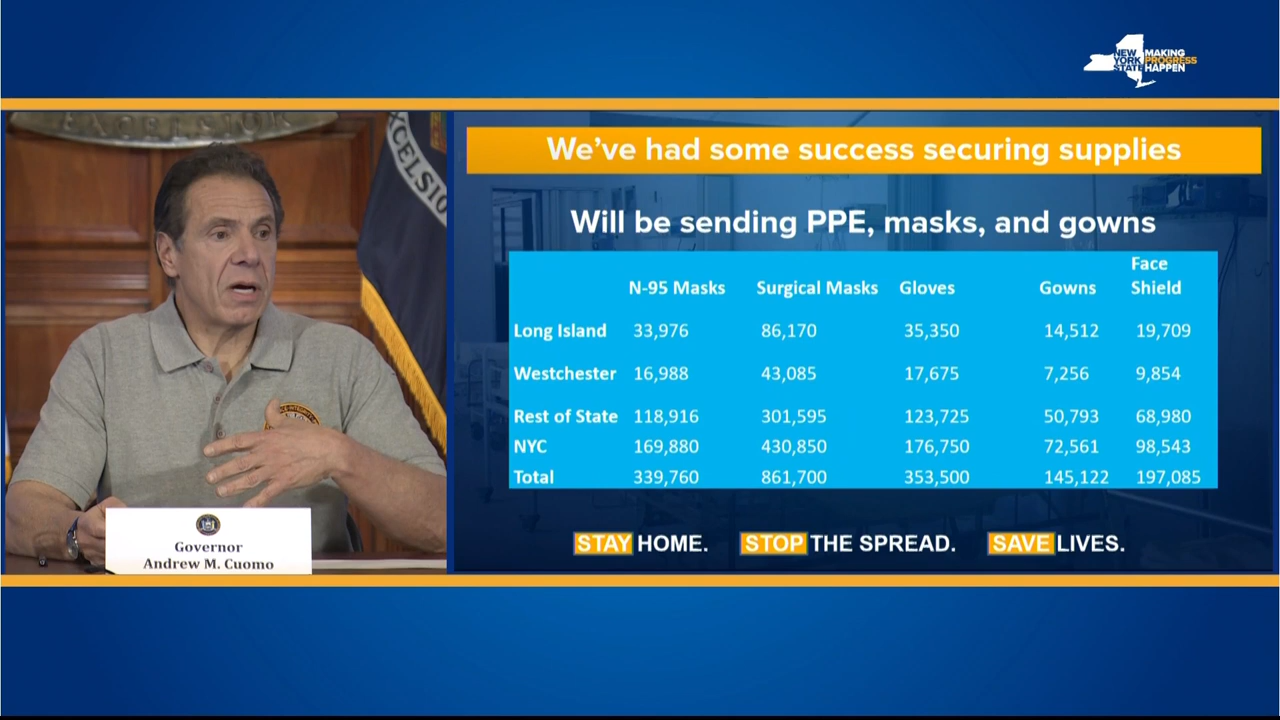 NEW
YORK
STATE
MAKING
PROGRESS
HAPPEN
EXCELSIOR
EXCELSIO
We've had some success securing supplies
Will be sending PPE, masks, and gowns
N-95 Masks Surgical Masks Gloves Gowns Face Shield
Long Island 33,976 86,170 35,350 14,512 19,709
Westchester 16,988 43,085 17,675 7,256 9,854
Rest of State 118,916 301,595 123,725 50,793 68,980
NYC 169,880 430,850 176,750 72,561 98,543
Total 339,760 861,700 353,500 145,122 197,085
STAY HOME. STOP THE SPREAD. SAVE LIVES.
Governor
Andrew M. Cuomo